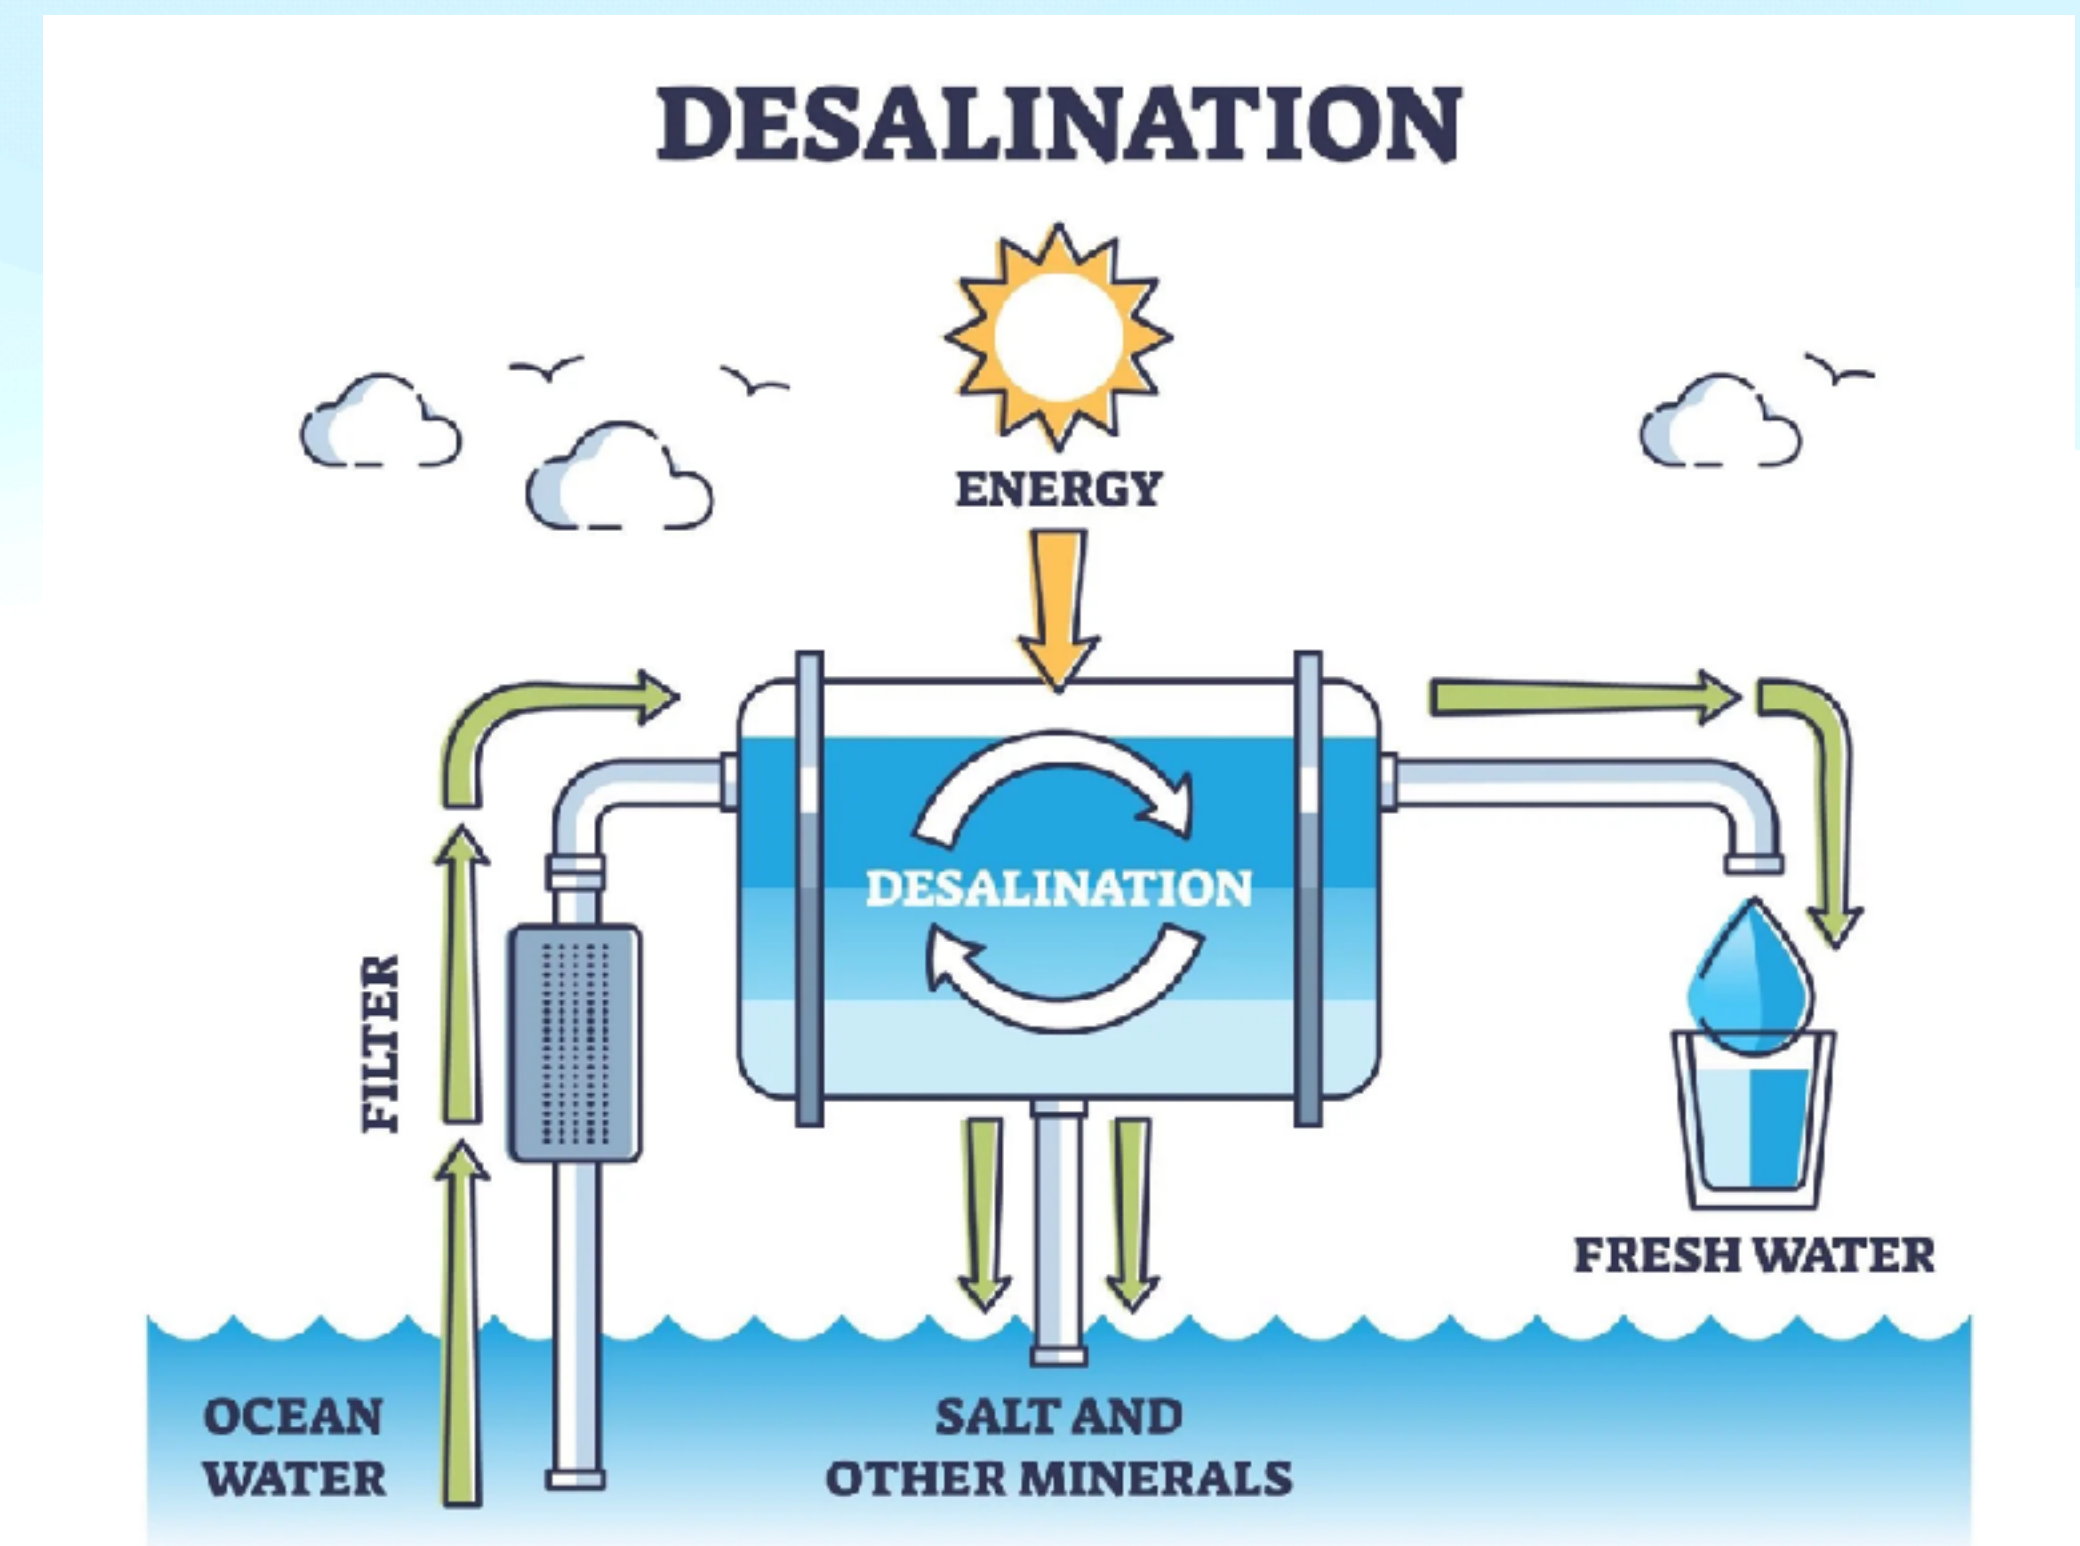 DESALINATION
ENERGY
DESALINATION
FILTER
FRESH WATER
OCEAN
WATER
SALT AND
OTHER MINERALS